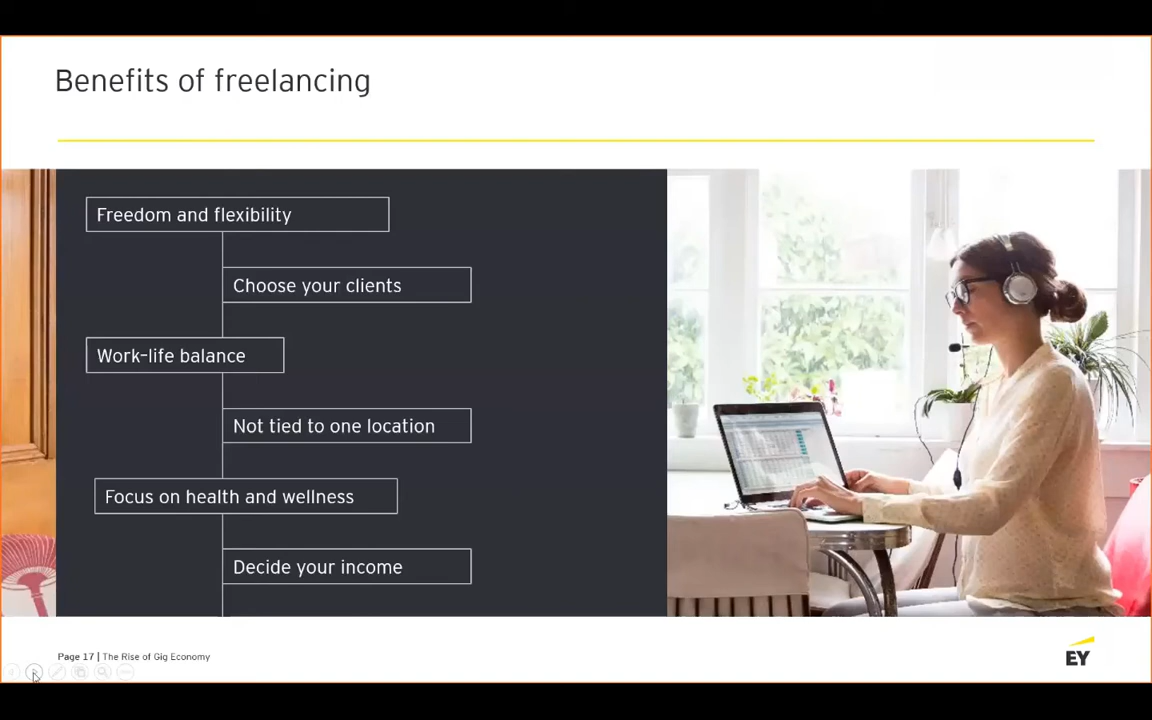 Benefits of freelancing
Freedom and flexibility
Choose your clients
Work-life balance
Not tied to one location
Focus on health and wellness
Decide your income
Page 17 | The Rise of Gig Economy
EY